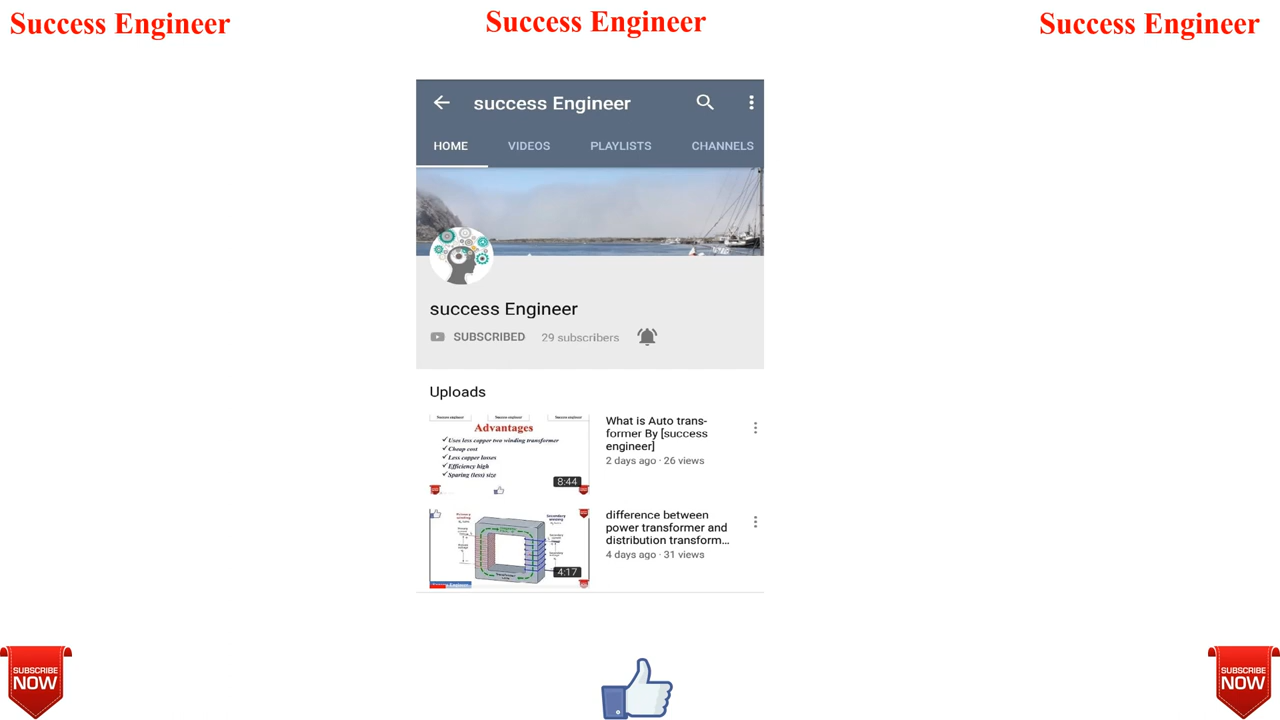 Success Engineer
Success Engineer
Success Engineer
success Engineer
HOME VIDEOS PLAYLISTS CHANNELS
success Engineer
SUBSCRIBED 29 subscribers
Uploads
Advantages
Uses less copper two winding transformer
Cheap cost
Less copper losses
Efficiency high
Sparing (less) size
8:44
What is Auto trans-
former By [success
engineer]
2 days ago · 26 views
4:17
difference between
power transformer and
distribution transform...
4 days ago · 31 views
SUBSCRIBE
NOW
SUBSCRIBE
NOW